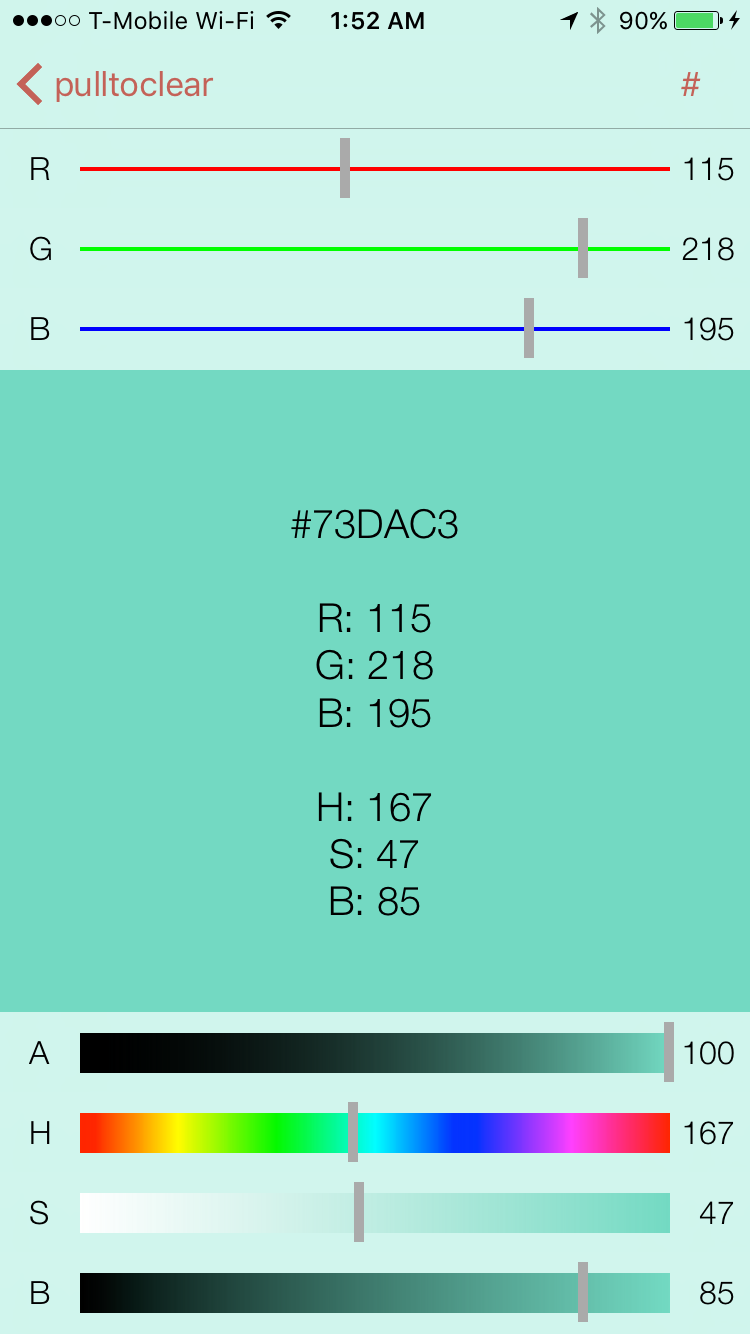 T-Mobile Wi-Fi 1:52 AM 90%
pulltoclear #
R 115
G 218
B 195
#73DAC3
R: 115
G: 218
B: 195
H: 167
S: 47
B: 85
A 100
H 167
S 47
B 85